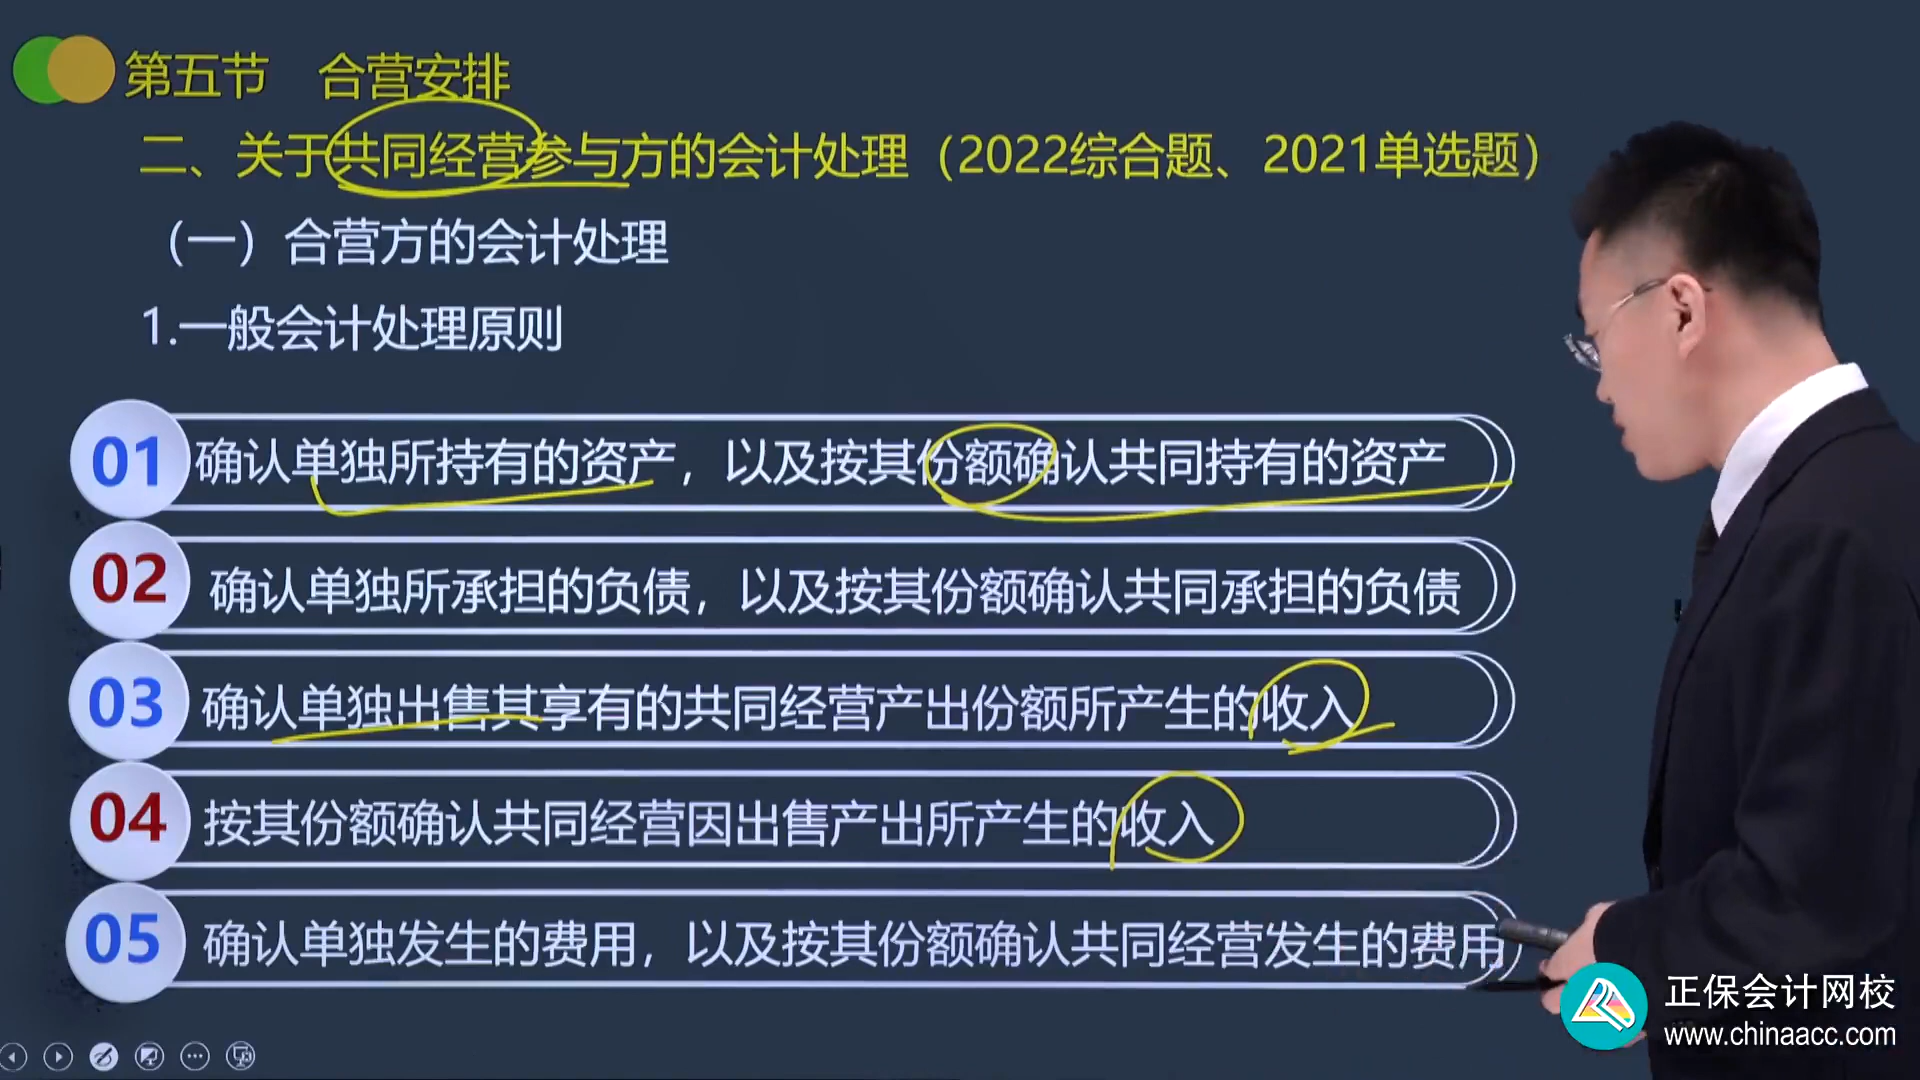 第五节 合营安排
二、关于共同经营参与方的会计处理（2022综合题、2021单选题）
（一）合营方的会计处理
1.一般会计处理原则
01 确认单独所持有的资产，以及按其份额确认共同持有的资产
02 确认单独所承担的负债，以及按其份额确认共同承担的负债
03 确认单独出售其享有的共同经营产出份额所产生的收入
04 按其份额确认共同经营因出售产出所产生的收入
05 确认单独发生的费用，以及按其份额确认共同经营发生的费用
正保会计网校
www.chinaacc.com